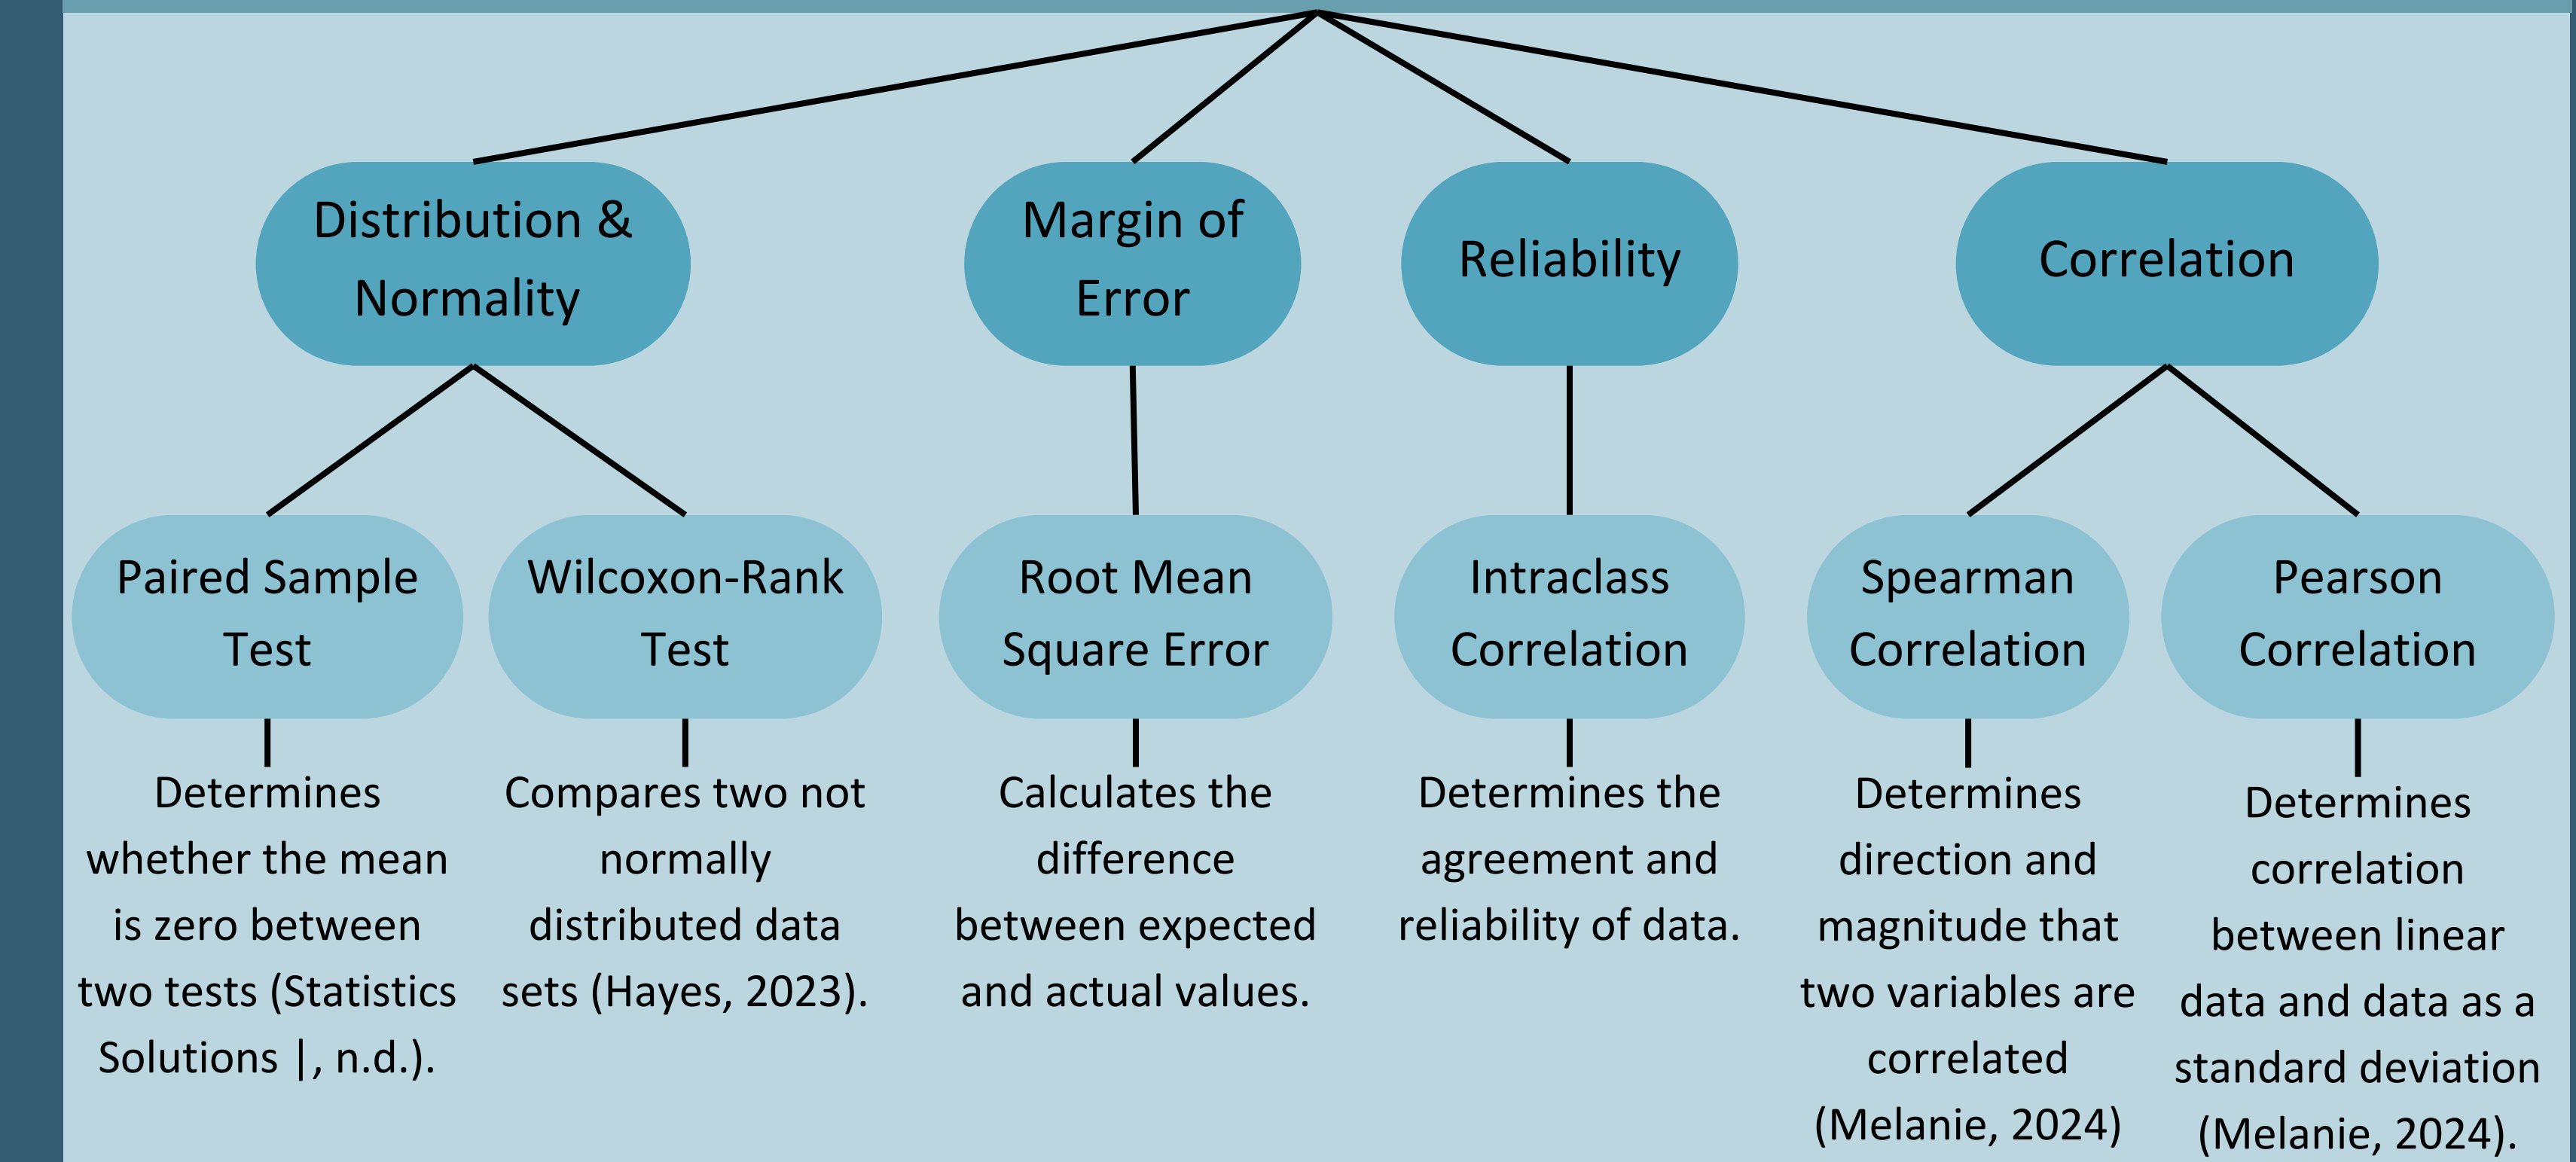 Distribution &
Normality
Margin of
Error
Reliability
Correlation
Paired Sample
Test
Wilcoxon-Rank
Test
Root Mean
Square Error
Intraclass
Correlation
Spearman
Correlation
Pearson
Correlation
Determines
whether the mean
is zero between
two tests (Statistics
Solutions |, n.d.).
Compares two not
normally
distributed data
sets (Hayes, 2023).
Calculates the
difference
between expected
and actual values.
Determines the
agreement and
reliability of data.
Determines
direction and
magnitude that
two variables are
correlated
(Melanie, 2024)
Determines
correlation
between linear
data and data as a
standard deviation
(Melanie, 2024).